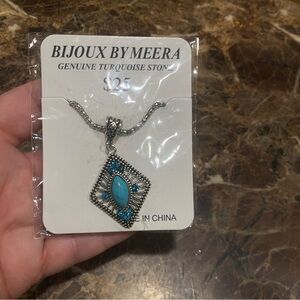 BIJOUX BY MEERA
GENUINE TURQUOISE STONE
$25
E IN CHINA